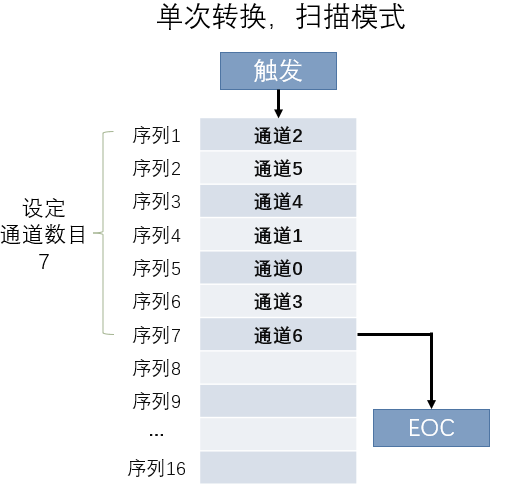 单次转换，扫描模式
触发
序列1 通道2
序列2 通道5
序列3 通道4
序列4 通道1
序列5 通道0
序列6 通道3
序列7 通道6
序列8
序列9
...
序列16
设定
通道数目
7
EOC